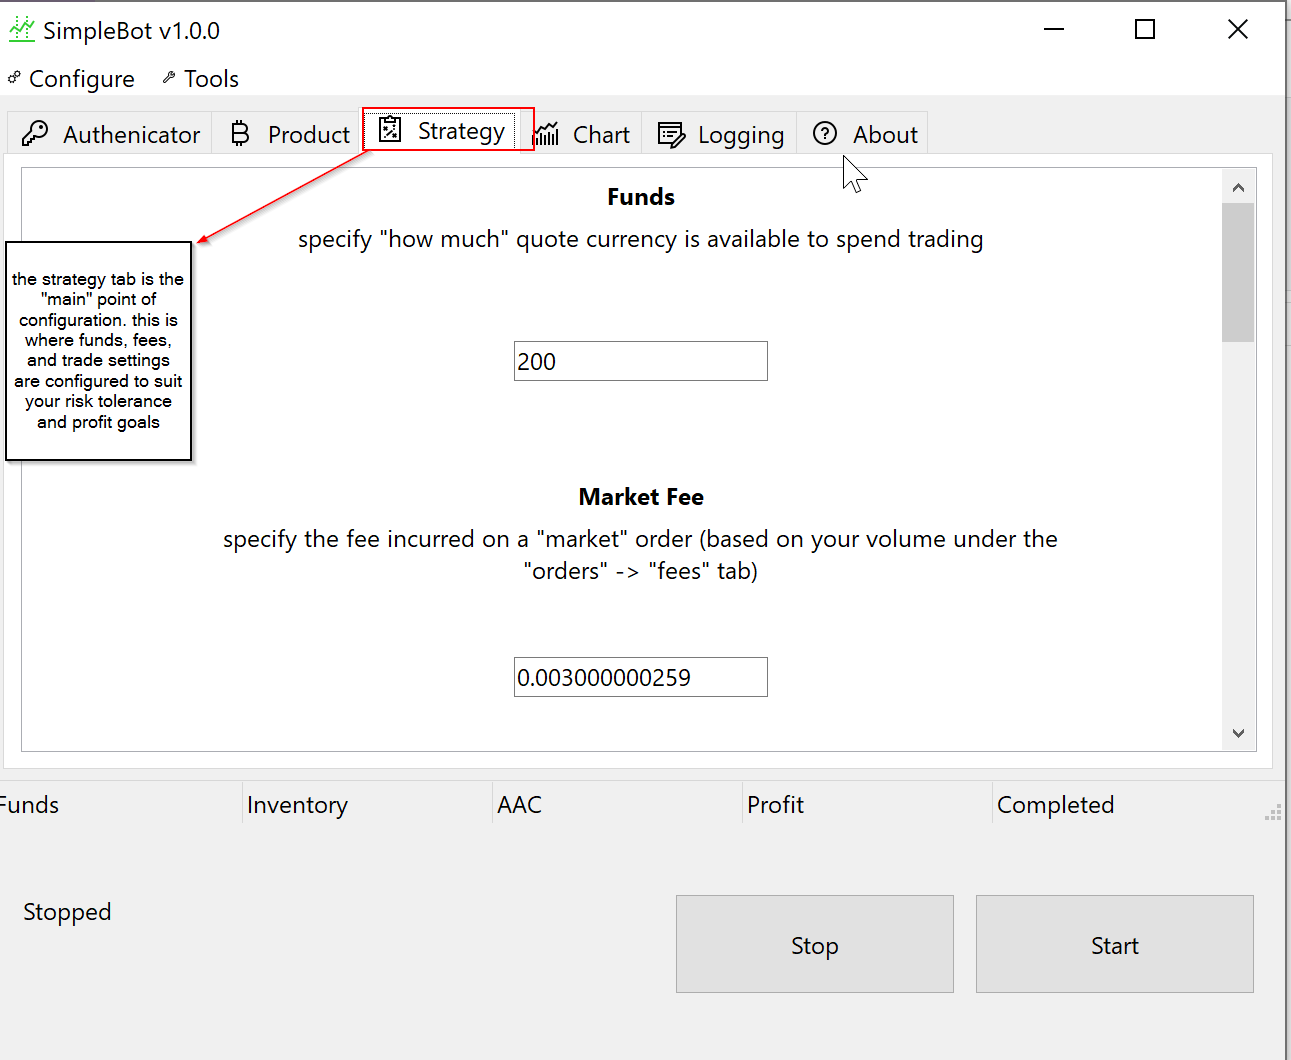 SimpleBot v1.0.0
Configure Tools
Authenicator Product Strategy Chart Logging About
Funds
specify "how much" quote currency is available to spend trading
the strategy tab is the
"main" point of
configuration. this is
where funds, fees,
and trade settings
are configured to suit
your risk tolerance
and profit goals
200
Market Fee
specify the fee incurred on a "market" order (based on your volume under the
"orders" -> "fees" tab)
0.003000000259
Funds Inventory AAC Profit Completed
Stopped
Stop Start